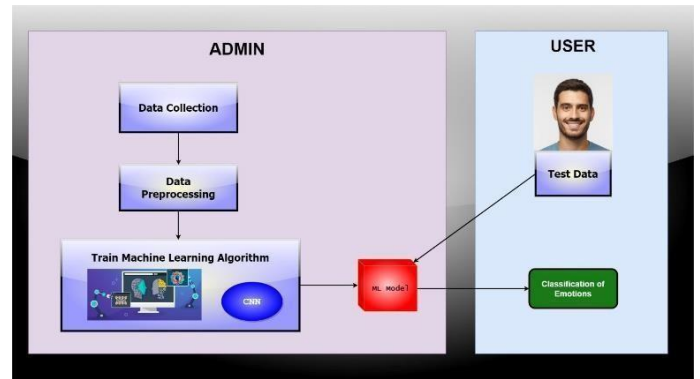 ADMIN
USER
Data Collection
Data
Preprocessing
Test Data
Train Machine Learning Algorithm
CNN
ML Model
Classification of
Emotions